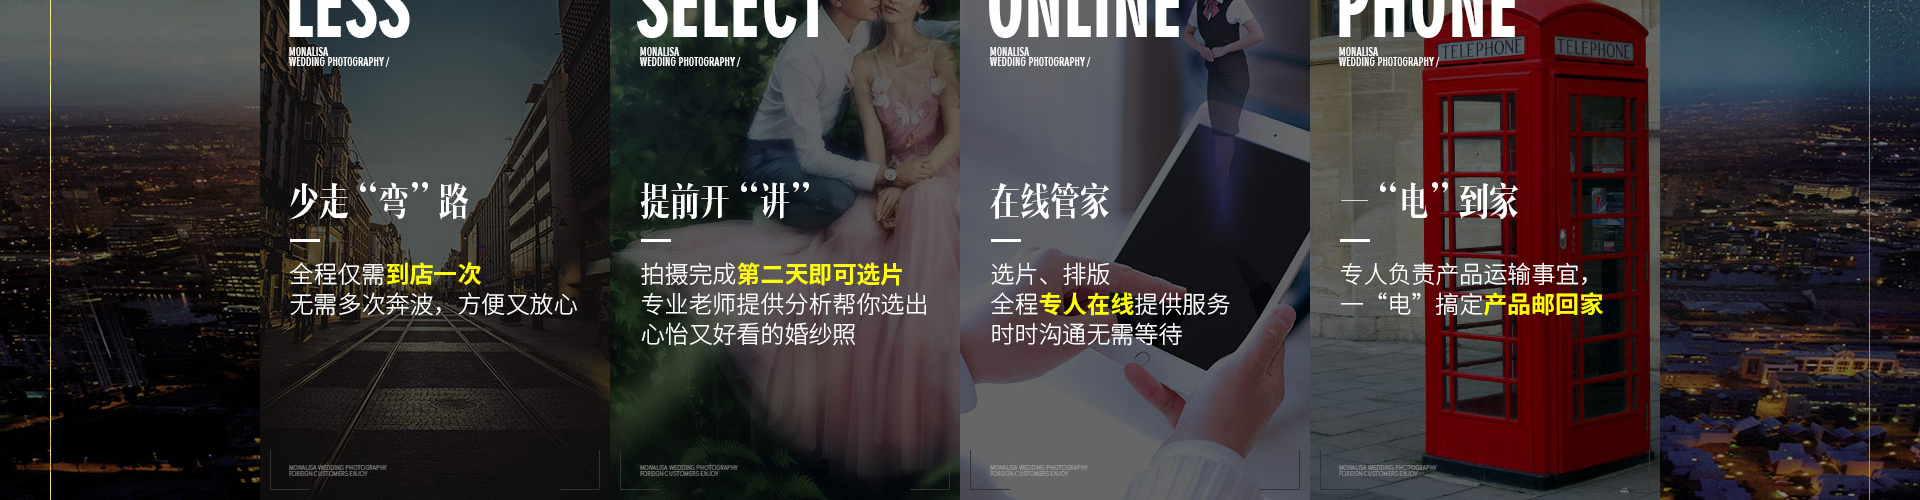 LESS
MONALISA
WEDDING PHOTOGRAPHY /
少走“弯”路
全程仅需到店一次
无需多次奔波，方便又放心
MONALISA WEDDING PHOTOGRAPHY
FOREIGN CUSTOMERS ENJOY
SELECT
MONALISA
WEDDING PHOTOGRAPHY /
提前开“讲”
拍摄完成第二天即可选片
专业老师提供分析帮你选出
心怡又好看的婚纱照
MONALISA WEDDING PHOTOGRAPHY
FOREIGN CUSTOMERS ENJOY
ONLINE
MONALISA
WEDDING PHOTOGRAPHY /
在线管家
选片、排版
全程专人在线提供服务
时时沟通无需等待
MONALISA WEDDING PHOTOGRAPHY
FOREIGN CUSTOMERS ENJOY
PHONE
MONALISA
WEDDING PHOTOGRAPHY /
TELEPHONE
TELEPHONE
一“电”到家
专人负责产品运输事宜，
一“电”搞定产品邮回家
MONALISA WEDDING PHOTOGRAPHY
FOREIGN CUSTOMERS ENJOY